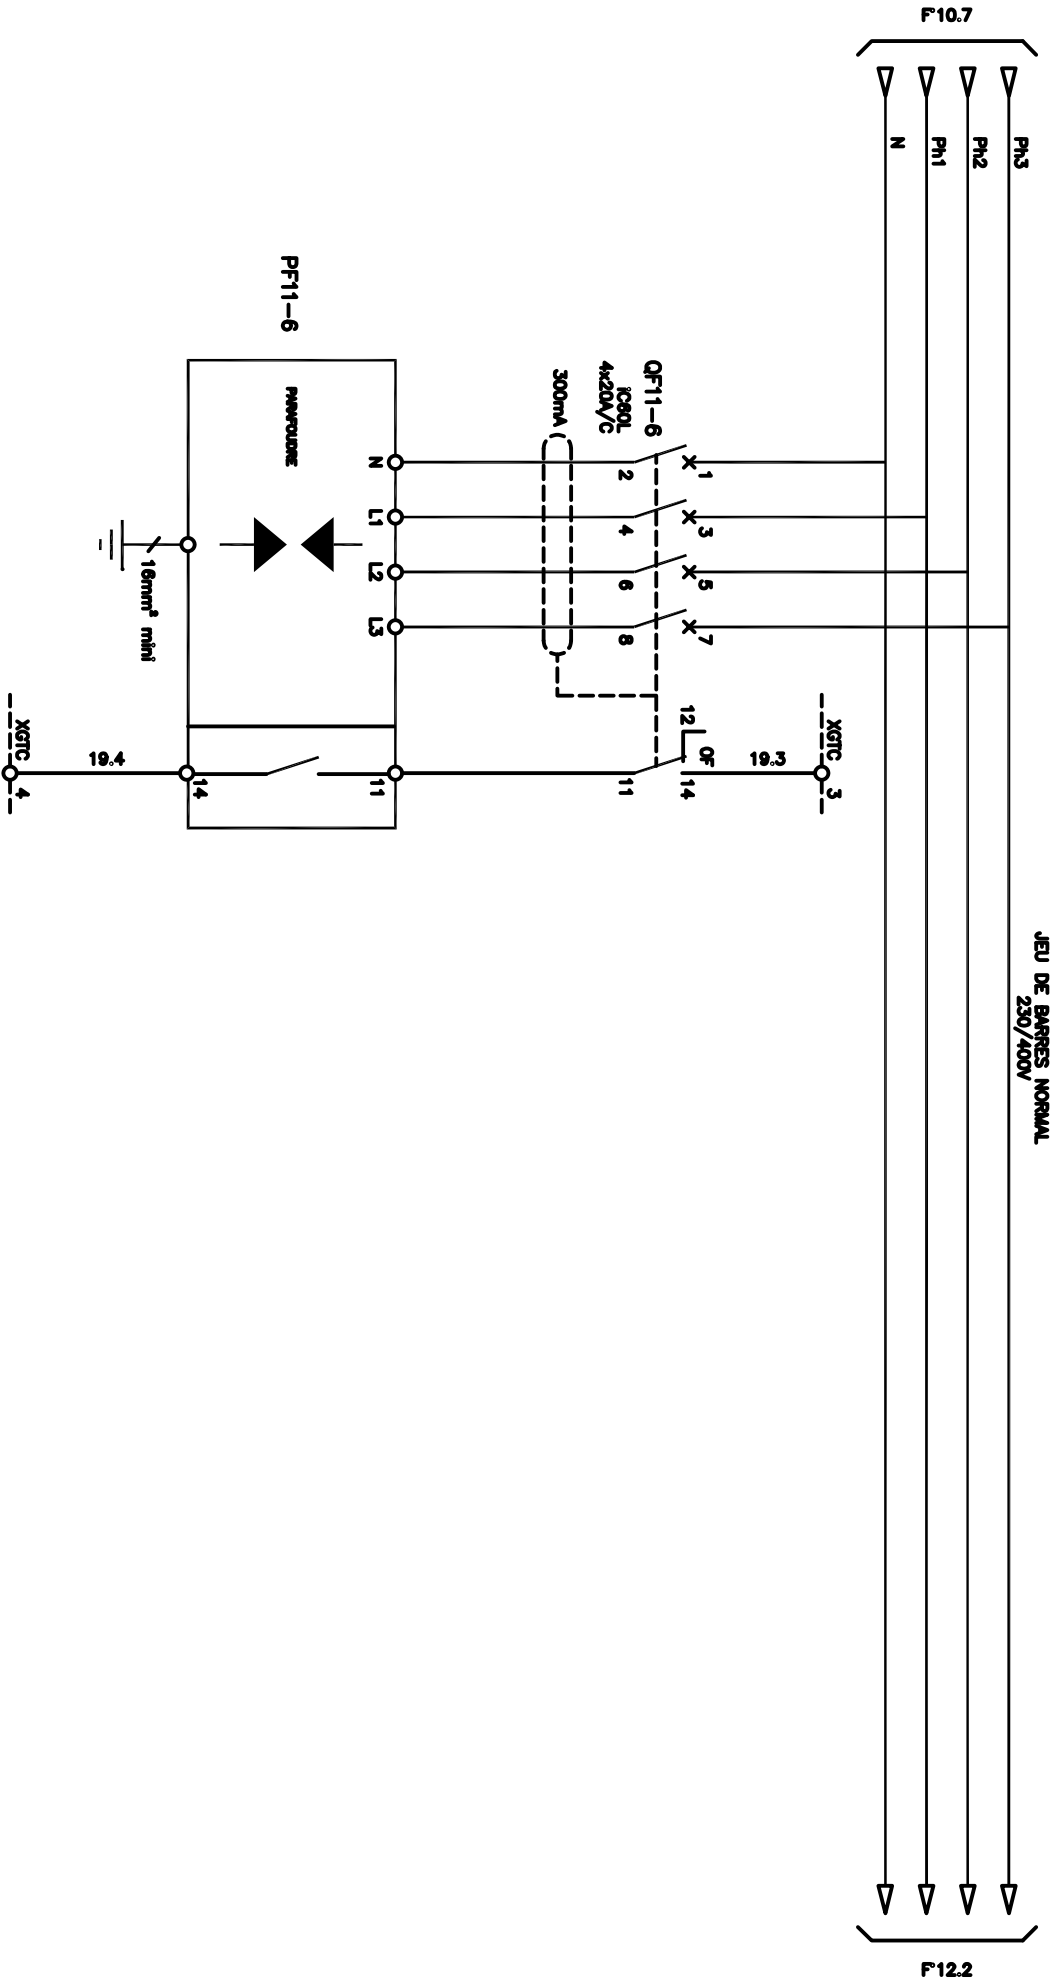 F°10.7
Ph3
Ph2
Ph1
N
JEU DE BARRES NORMAL
230/400V
F°12.2
XGTC
3
19.3
OF
12
14
11
1
3
5
7
QF11-6
iC60L
4x20A/C
2
4
6
8
300mA
PF11-6
PARAFOUDRE
N
L1
L2
L3
11
14
16mm² mini
19.4
XGTC
4